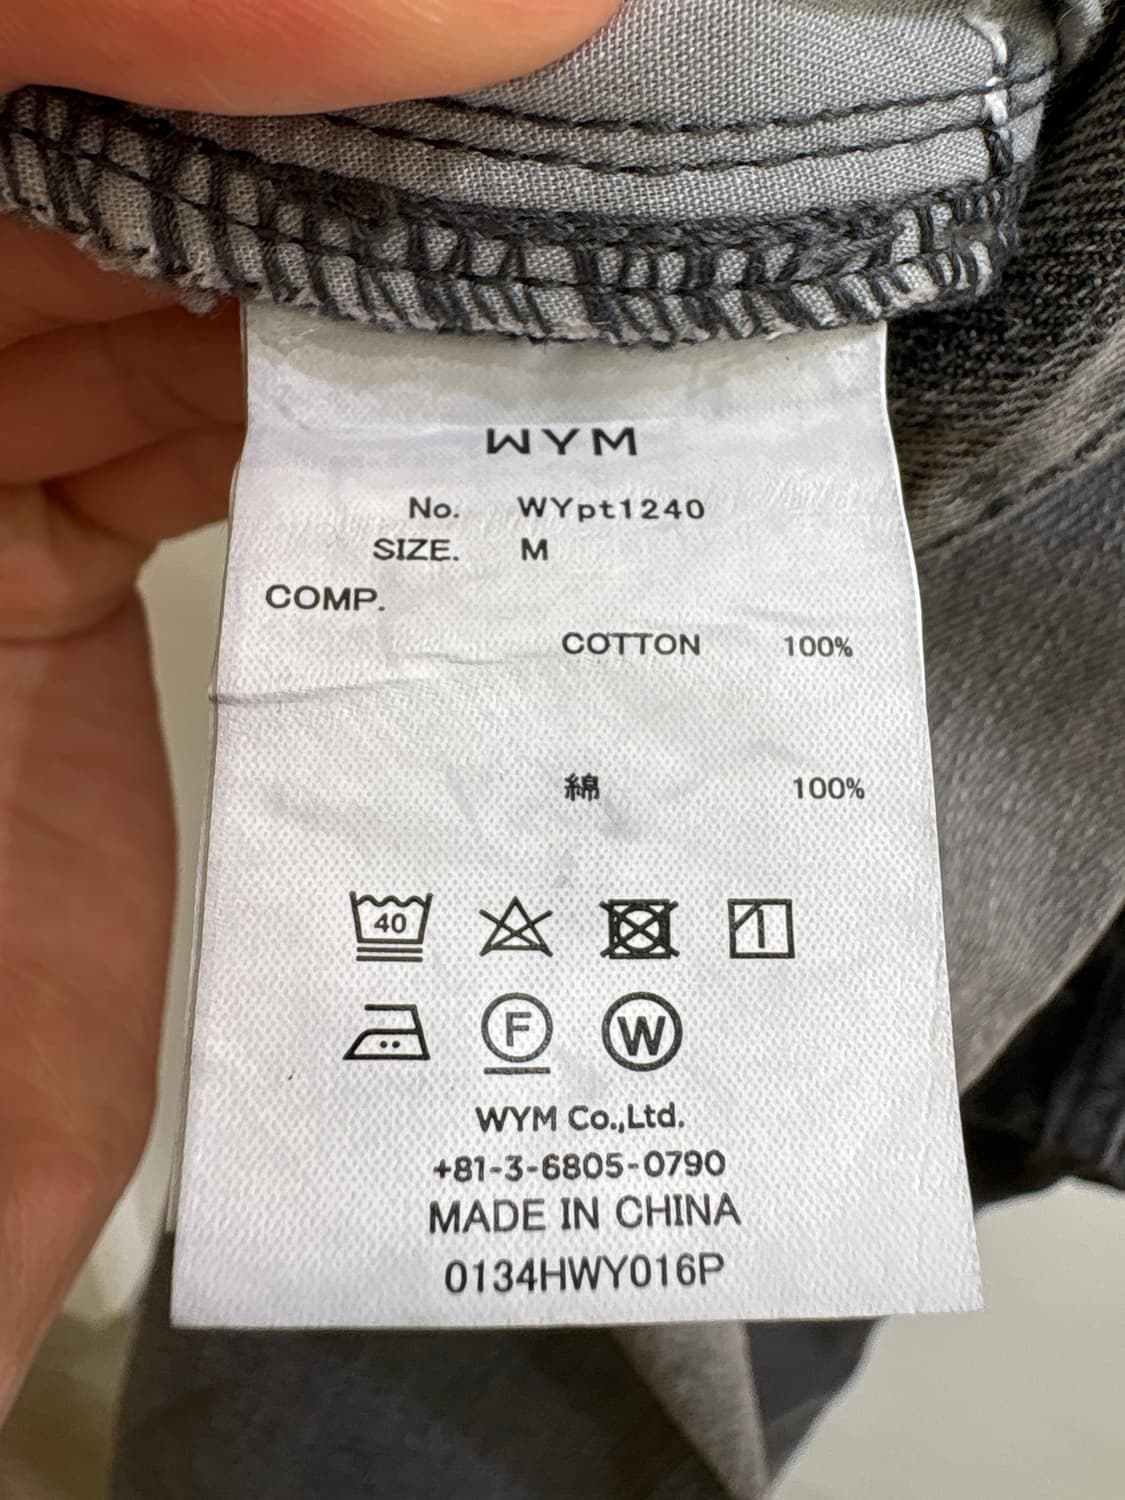 WYM
No. WYpt1240
SIZE. M
COMP.
COTTON 100%
綿 100%
40
F W
WYM Co.,Ltd.
+81-3-6805-0790
MADE IN CHINA
0134HWY016P